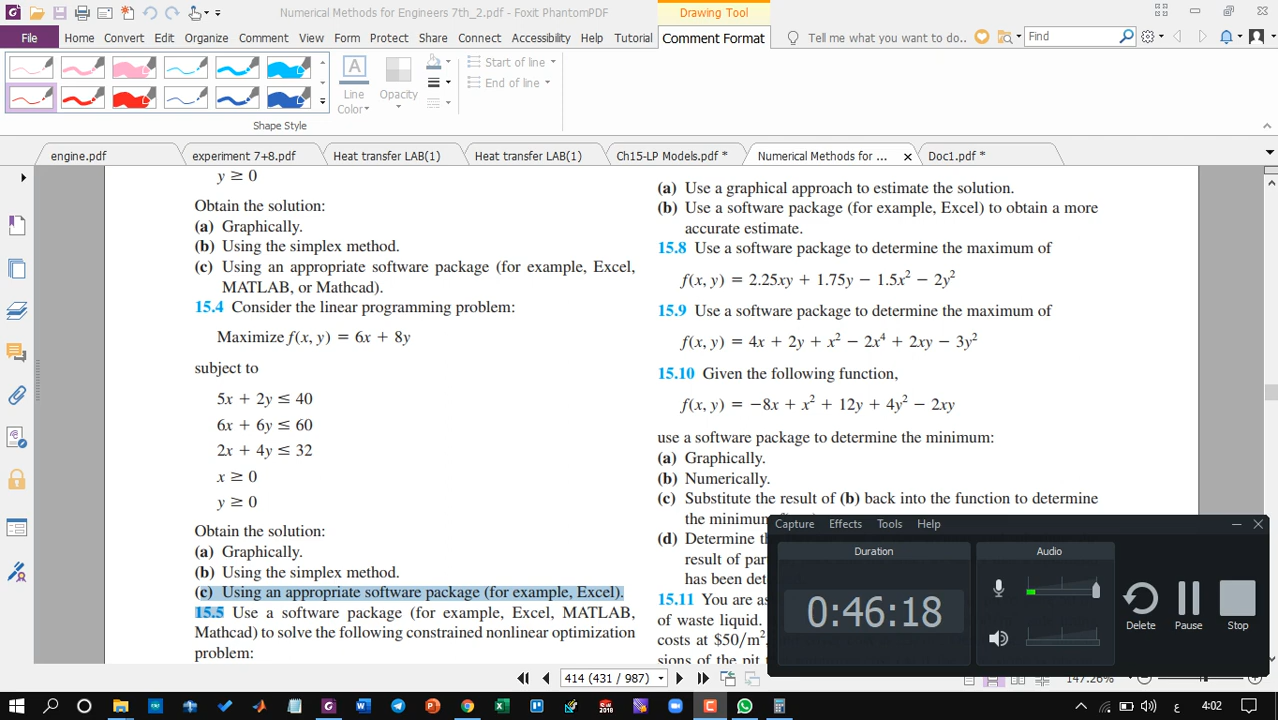 Numerical Methods for Engineers 7th_2.pdf - Foxit PhantomPDF
Drawing Tool
File Home Convert Edit Organize Comment View Form Protect Share Connect Accessibility Help Tutorial Comment Format Tell me what you want to do.. Find
Line Color
Opacity
Start of line
End of line
Shape Style
engine.pdf experiment 7+8.pdf Heat transfer LAB(1) Heat transfer LAB(1) Ch15-LP Models.pdf * Numerical Methods for ... Doc1.pdf *
y ≥ 0
Obtain the solution:
(a) Graphically.
(b) Using the simplex method.
(c) Using an appropriate software package (for example, Excel,
MATLAB, or Mathcad).
15.4 Consider the linear programming problem:
Maximize f(x, y) = 6x + 8y
subject to
5x + 2y ≤ 40
6x + 6y ≤ 60
2x + 4y ≤ 32
x ≥ 0
y ≥ 0
Obtain the solution:
(a) Graphically.
(b) Using the simplex method.
(c) Using an appropriate software package (for example, Excel).
15.5 Use a software package (for example, Excel, MATLAB,
Mathcad) to solve the following constrained nonlinear optimization
problem:
(a) Use a graphical approach to estimate the solution.
(b) Use a software package (for example, Excel) to obtain a more
accurate estimate.
15.8 Use a software package to determine the maximum of
f(x, y) = 2.25xy + 1.75y − 1.5x² − 2y²
15.9 Use a software package to determine the maximum of
f(x, y) = 4x + 2y + x² − 2x⁴ + 2xy − 3y²
15.10 Given the following function,
f(x, y) = −8x + x² + 12y + 4y² − 2xy
use a software package to determine the minimum:
(a) Graphically.
(b) Numerically.
(c) Substitute the result of (b) back into the function to determine
the minimum
(d) Determine
result of
has been
15.11 You are
of waste liquid.
costs at $50/m².
sions of the pit
Capture Effects Tools Help
Duration
0:46:18
Audio
Delete Pause Stop
414 (431 / 987)
147.26%
4:02